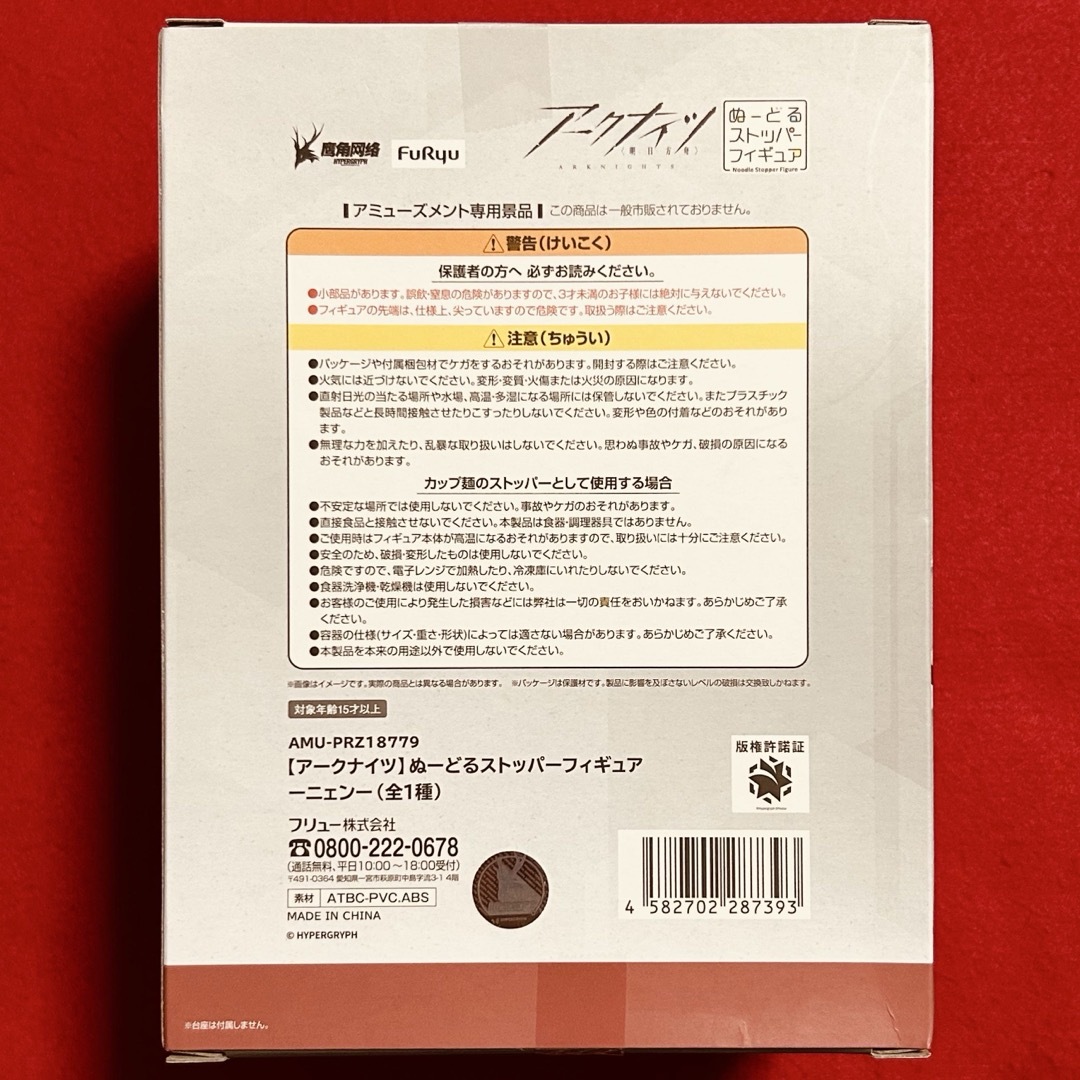 鷹角网络
HYPERGRYPH
FuRyu
アークナイツ
〈明日方舟〉
ARKNIGHTS
ぬーどる
ストッパー
フィギュア
Noodle Stopper Figure
アミューズメント専用景品
この商品は一般市販されておりません。
⚠警告(けいこく)
保護者の方へ 必ずお読みください。
●小部品があります。誤飲・窒息の危険がありますので、3才未満のお子様には絶対に与えないでください。
●フィギュアの先端は、仕様上、尖っていますので危険です。取扱う際はご注意ください。
⚠注意(ちゅうい)
●パッケージや付属梱包材でケガをするおそれがあります。開封する際はご注意ください。
●火気には近づけないでください。変形・変質・火傷または火災の原因になります。
●直射日光の当たる場所や水場、高温・多湿になる場所には保管しないでください。またプラスチック
製品などと長時間接触させたりこすったりしないでください。変形や色の付着などのおそれがあり
ます。
●無理な力を加えたり、乱暴な取り扱いはしないでください。思わぬ事故やケガ、破損の原因になる
おそれがあります。
カップ麺のストッパーとして使用する場合
●不安定な場所では使用しないでください。事故やケガのおそれがあります。
●直接食品と接触させないでください。本製品は食器・調理器具ではありません。
●ご使用時はフィギュア本体が高温になるおそれがありますので、取り扱いには十分にご注意ください。
●安全のため、破損・変形したものは使用しないでください。
●危険ですので、電子レンジで加熱したり、冷凍庫にいれたりしないでください。
●食器洗浄機・乾燥機は使用しないでください。
●お客様のご使用により発生した損害などには弊社は一切の責任をおいかねます。あらかじめご了承
ください。
●容器の仕様(サイズ・重さ・形状)によっては適さない場合があります。あらかじめご了承ください。
●本製品を本来の用途以外で使用しないでください。
※画像はイメージです。実際の商品とは異なる場合があります。 ※パッケージは保護材です。製品に影響を及ぼさないレベルの破損は交換致しかねます。
対象年齢15才以上
AMU-PRZ18779
【アークナイツ】ぬーどるストッパーフィギュア
ーニェンー(全1種)
フリュー株式会社
☎0800-222-0678
(通話無料、平日10:00〜18:00受付)
〒491-0364 愛知県一宮市萩原町中島字流3-1 4階
素材 ATBC-PVC.ABS
MADE IN CHINA
© HYPERGRYPH
版権許諾証
4 582702 287393
※台座は付属しません。